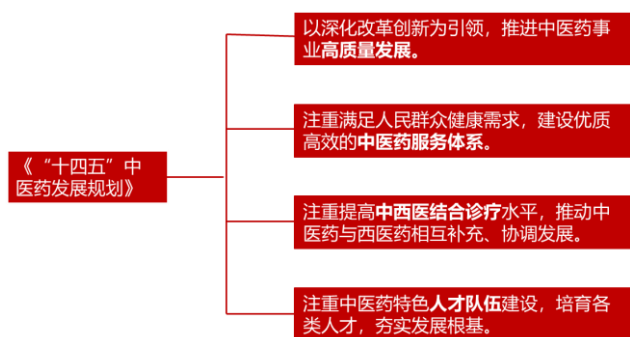 以深化改革创新为引领，推进中医药事
业高质量发展。
注重满足人民群众健康需求，建设优质
高效的中医药服务体系。
《“十四五”中
医药发展规划》
注重提高中西医结合诊疗水平，推动中
医药与西医药相互补充、协调发展。
注重中医药特色人才队伍建设，培育各
类人才，夯实发展根基。